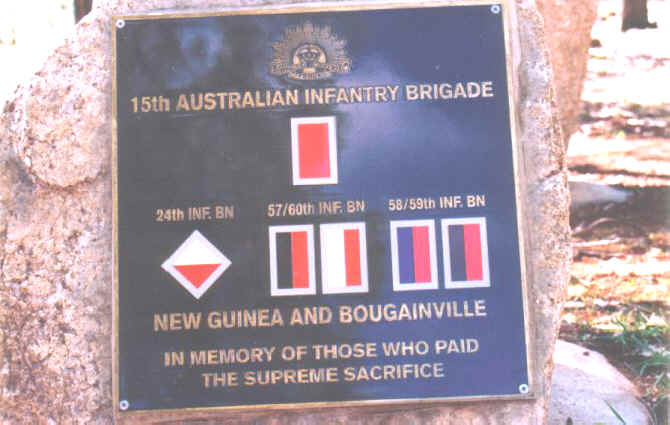 15th AUSTRALIAN INFANTRY BRIGADE
24th INF. BN 57/60th INF. BN 58/59th INF. BN
NEW GUINEA AND BOUGAINVILLE
IN MEMORY OF THOSE WHO PAID
THE SUPREME SACRIFICE